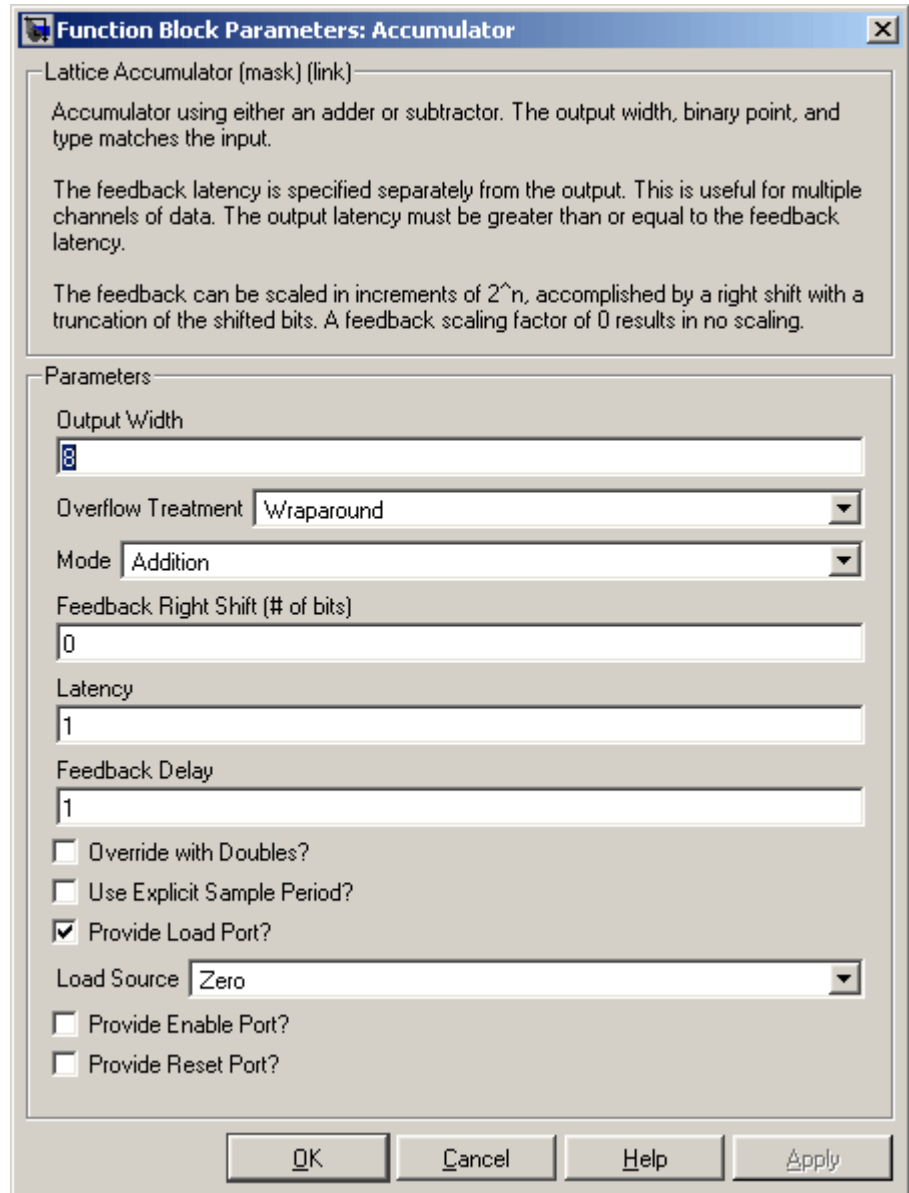 Function Block Parameters: Accumulator
Lattice Accumulator (mask) (link)
Accumulator using either an adder or subtractor. The output width, binary point, and
type matches the input.
The feedback latency is specified separately from the output. This is useful for multiple
channels of data. The output latency must be greater than or equal to the feedback
latency.
The feedback can be scaled in increments of 2^n, accomplished by a right shift with a
truncation of the shifted bits. A feedback scaling factor of 0 results in no scaling.
Parameters
Output Width
8
Overflow Treatment Wraparound
Mode Addition
Feedback Right Shift (# of bits)
0
Latency
1
Feedback Delay
1
Override with Doubles?
Use Explicit Sample Period?
Provide Load Port?
Load Source Zero
Provide Enable Port?
Provide Reset Port?
OK Cancel Help Apply